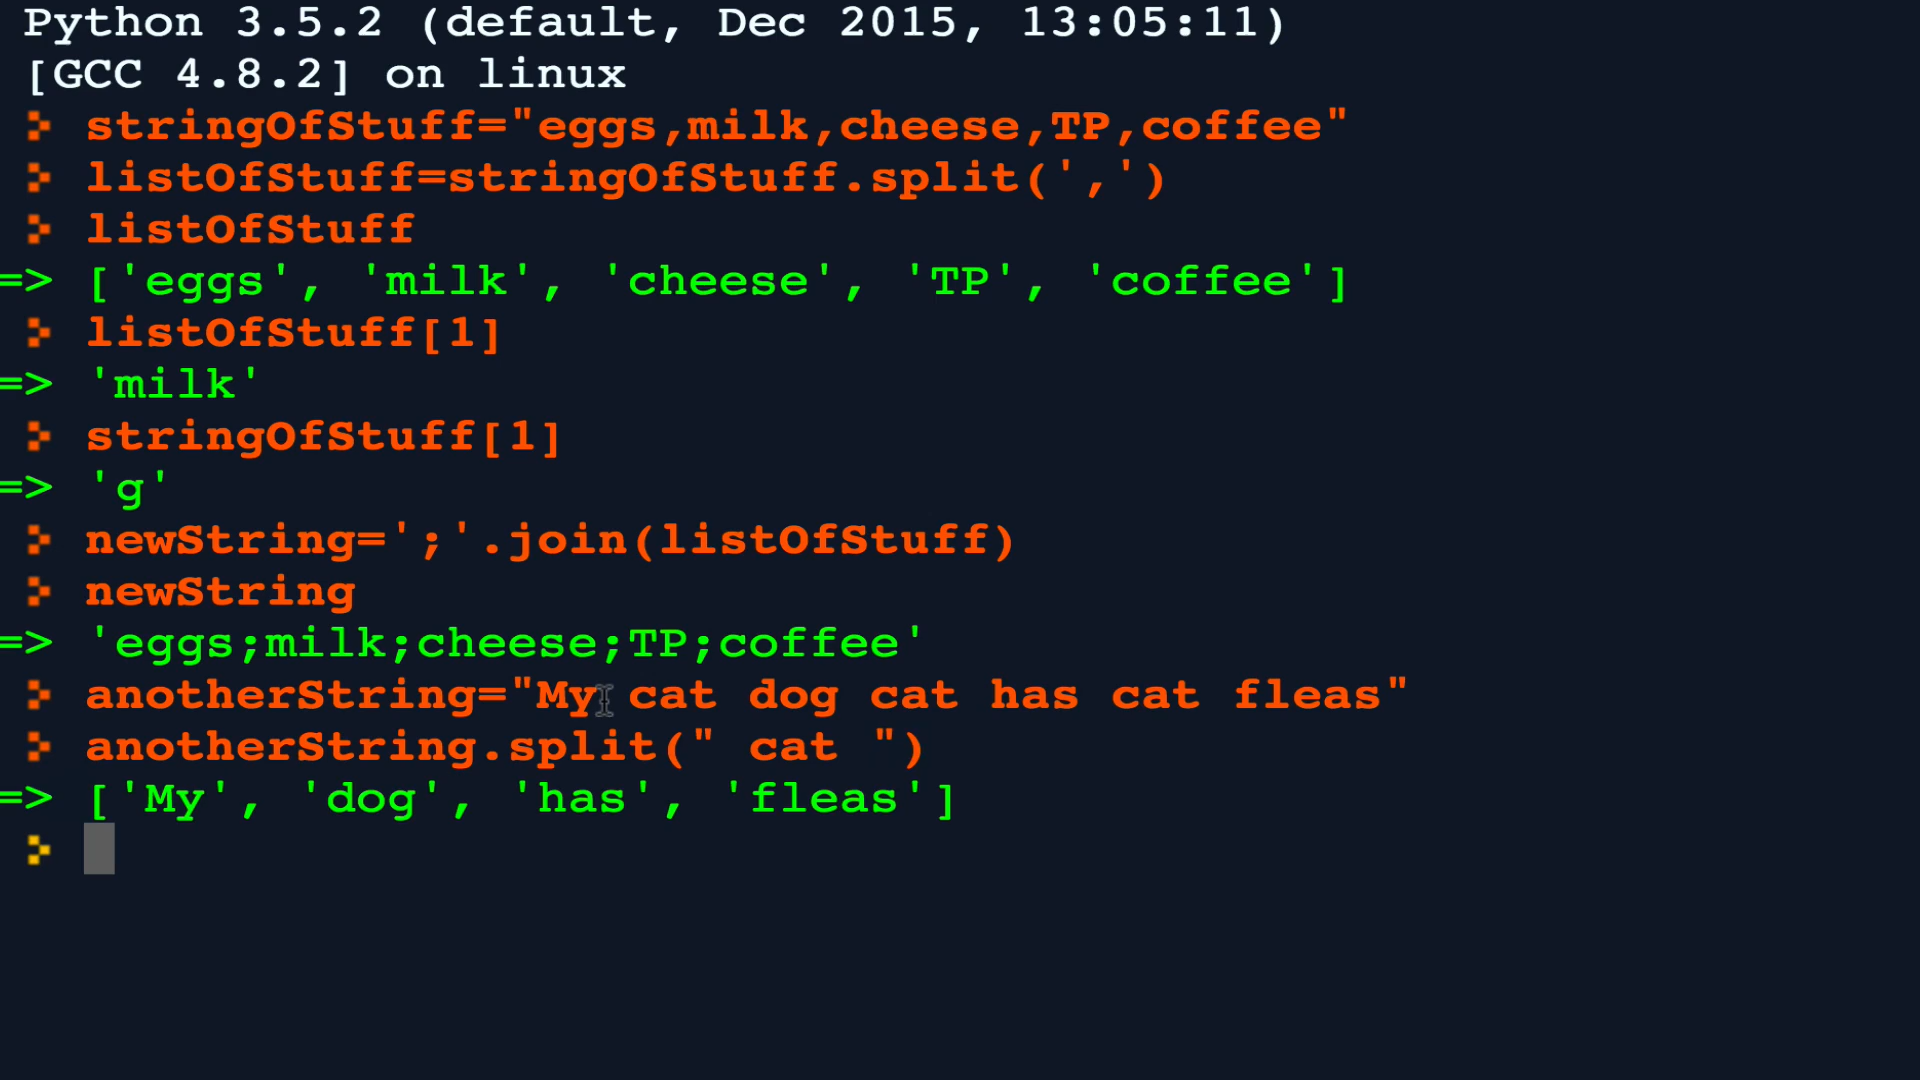 Python 3.5.2 (default, Dec 2015, 13:05:11)
[GCC 4.8.2] on linux
> stringOfStuff="eggs,milk,cheese,TP,coffee"
> listOfStuff=stringOfStuff.split(',')
> listOfStuff
=> ['eggs', 'milk', 'cheese', 'TP', 'coffee']
> listOfStuff[1]
=> 'milk'
> stringOfStuff[1]
=> 'g'
> newString=';'.join(listOfStuff)
> newString
=> 'eggs;milk;cheese;TP;coffee'
> anotherString="My cat dog cat has cat fleas"
> anotherString.split(" cat ")
=> ['My', 'dog', 'has', 'fleas']
>